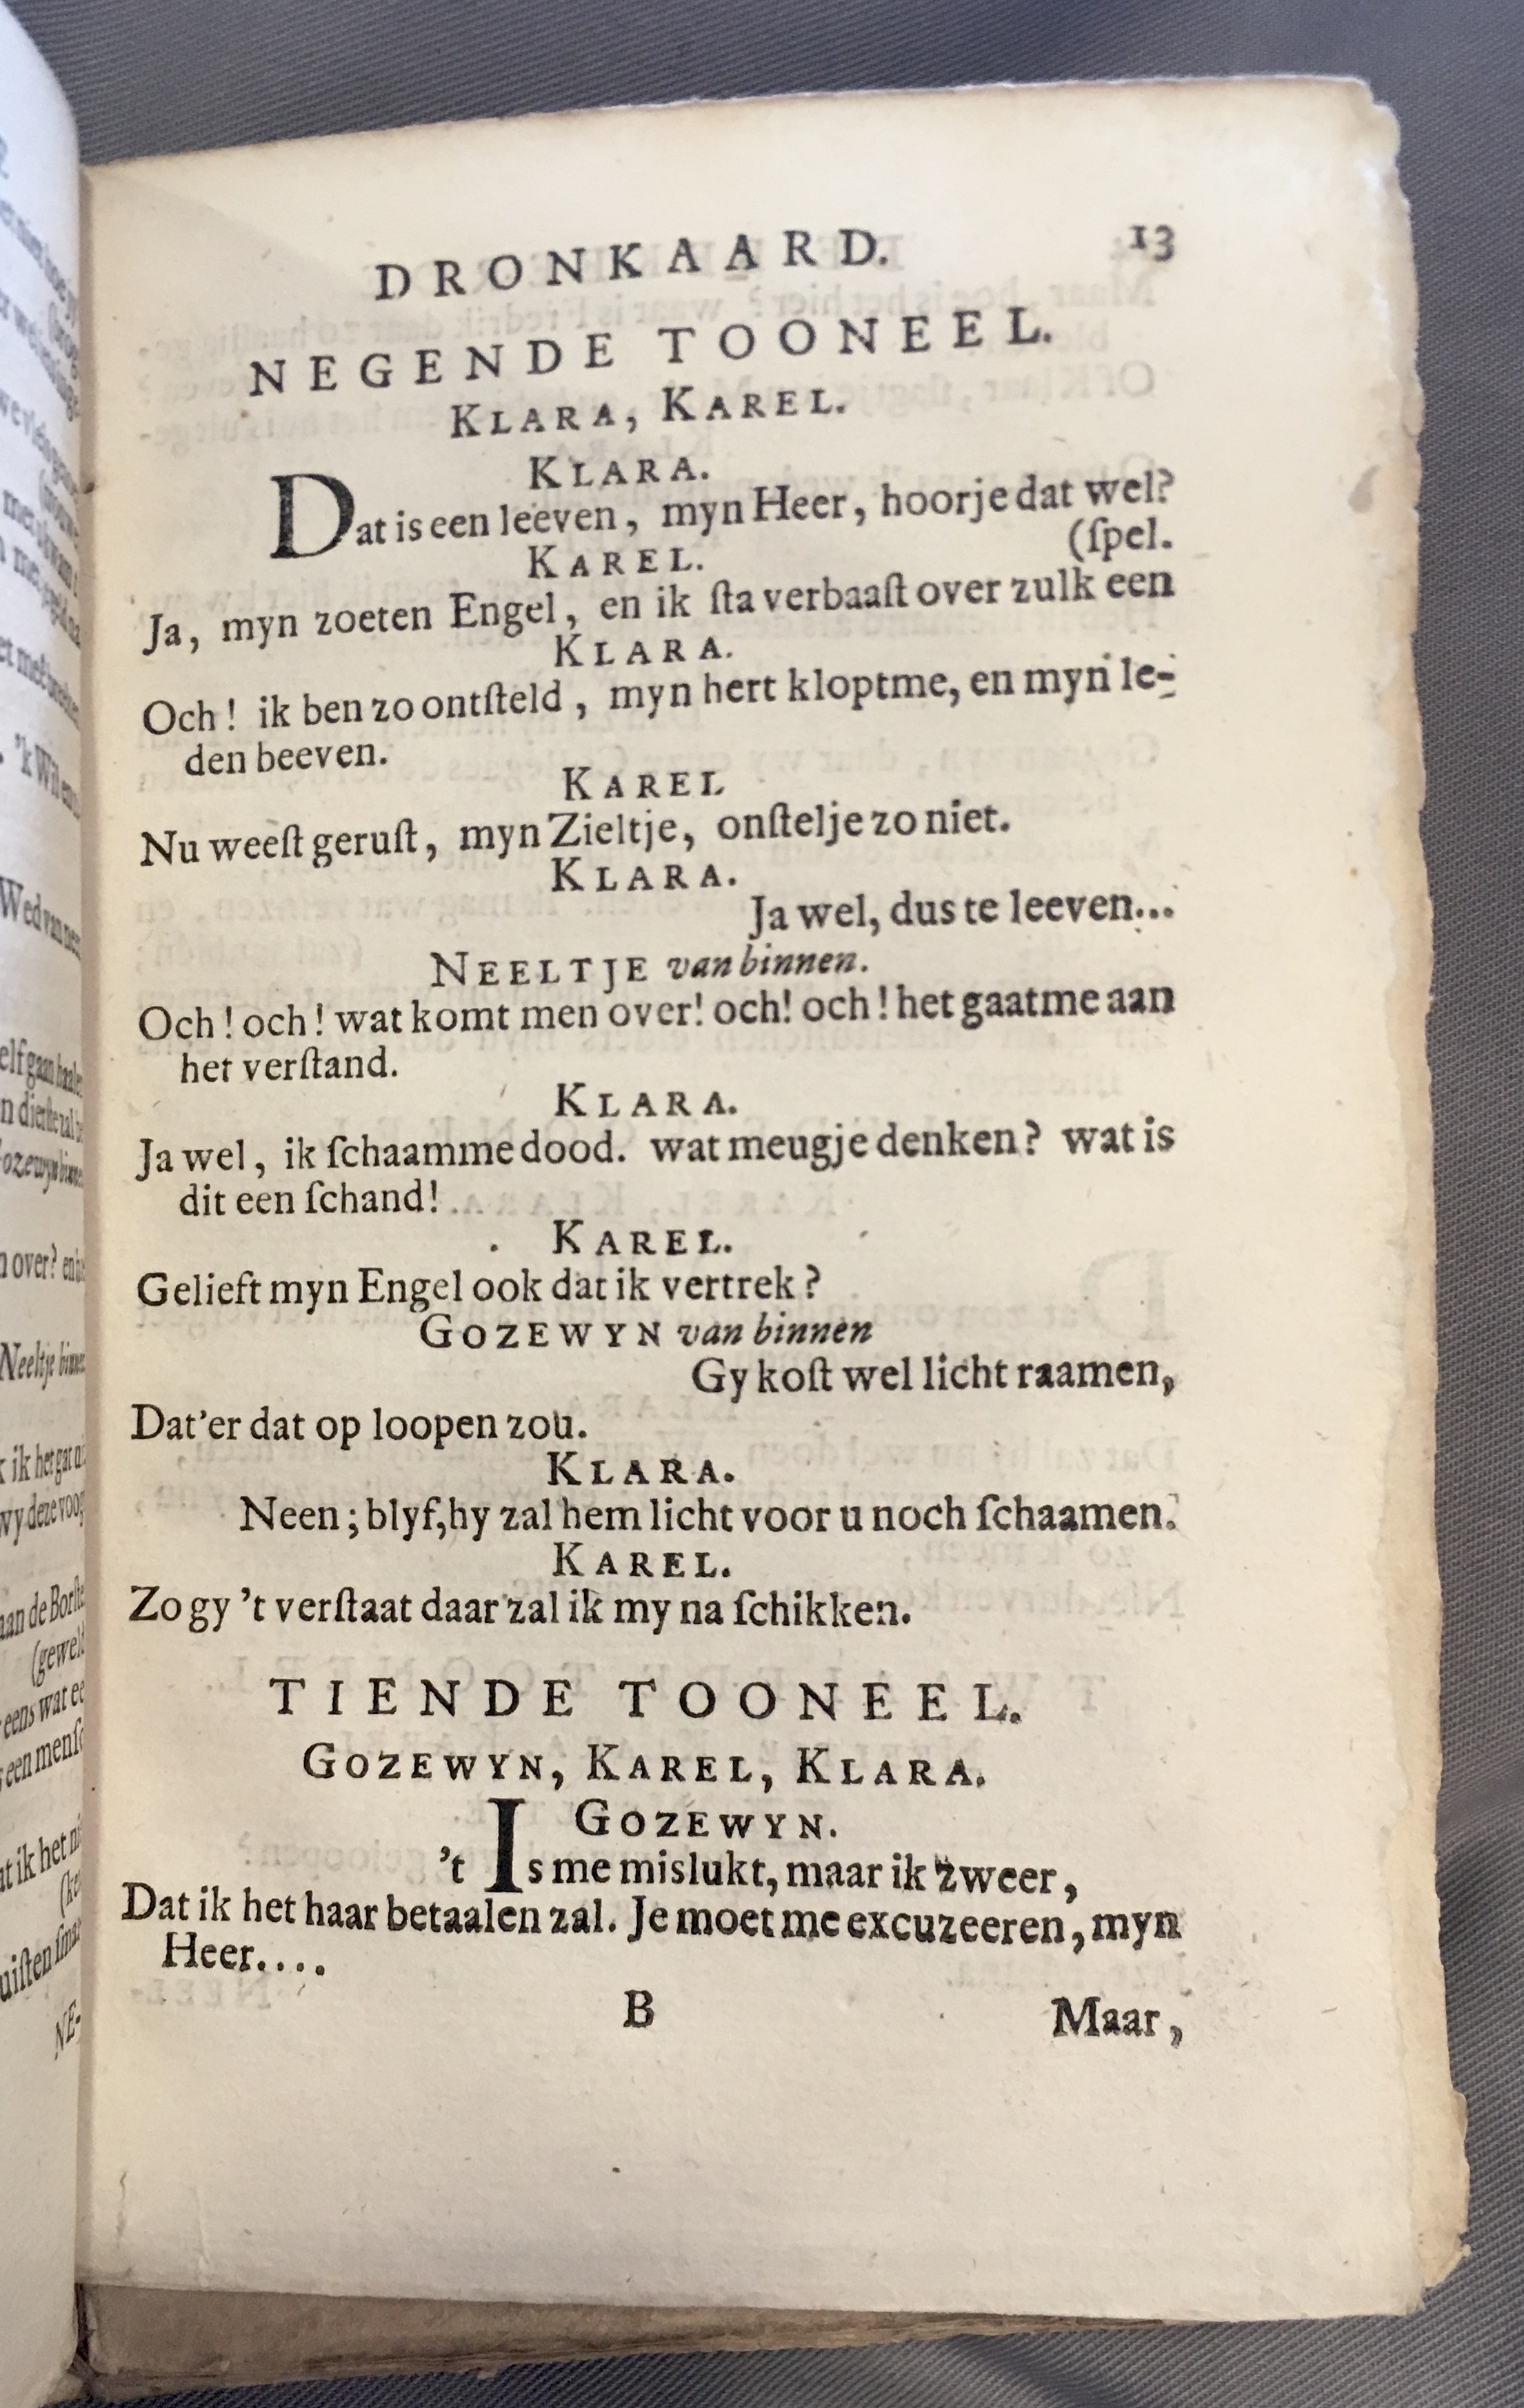 DRONKAARD. 13
NEGENDE TOONEEL.
KLARA, KAREL.
KLARA.
Dat is een leeven, myn Heer, hoorje dat wel?
KAREL. (ſpel.
Ja, myn zoeten Engel, en ik ſta verbaaſt over zulk een
KLARA.
Och! ik ben zo ontſteld, myn hert kloptme, en myn le-
den beeven.
KAREL
Nu weeſt geruſt, myn Zieltje, onſtelje zo niet.
KLARA.
Ja wel, dus te leeven...
NEELTJE van binnen.
Och! och! wat komt men over! och! och! het gaatme aan
het verſtand.
KLARA.
Ja wel, ik ſchaamme dood. wat meugje denken? wat is
dit een ſchand!
KAREL.
Gelieft myn Engel ook dat ik vertrek?
GOZEWYN van binnen
Gy koſt wel licht raamen,
Dat'er dat op loopen zou.
KLARA.
Neen; blyf, hy zal hem licht voor u noch ſchaamen.
KAREL.
Zo gy 't verſtaat daar zal ik my na ſchikken.
TIENDE TOONEEL.
GOZEWYN, KAREL, KLARA.
GOZEWYN.
't Is me mislukt, maar ik zweer,
Dat ik het haar betaalen zal. Je moet me excuzeeren, myn
Heer....
B Maar,